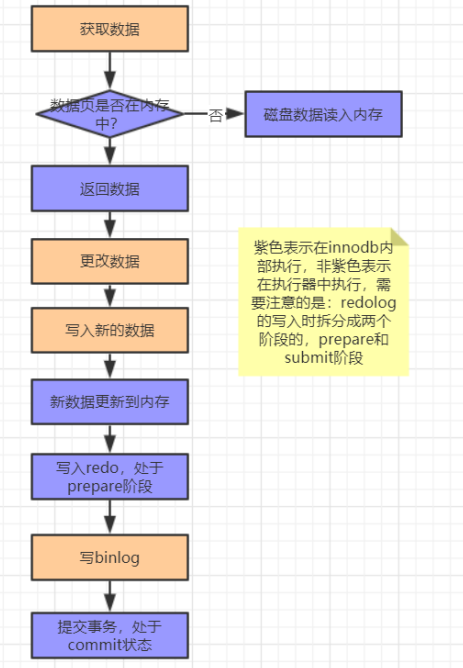 获取数据
数据页是否在内存
中?
否
磁盘数据读入内存
返回数据
更改数据
写入新的数据
新数据更新到内存
写入redo，处于
prepare阶段
写binlog
提交事务，处于
commit状态
紫色表示在innodb内
部执行，非紫色表示
在执行器中执行，需
要注意的是：redolog
的写入时拆分成两个
阶段的，prepare和
submit阶段